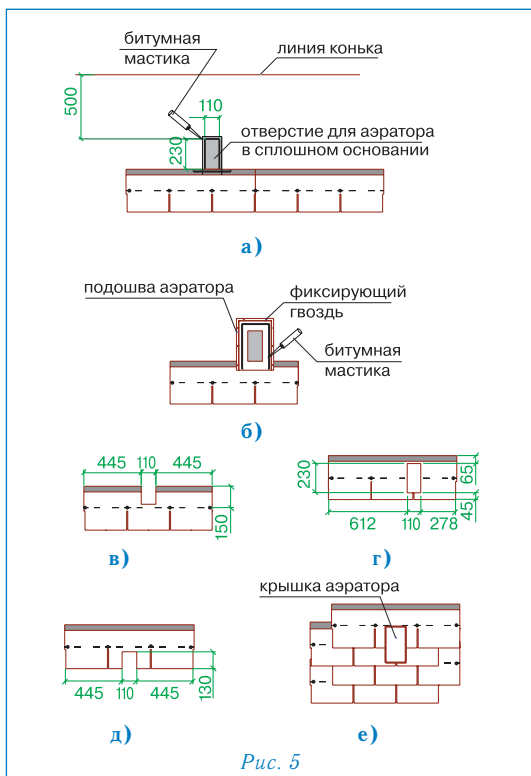 битумная
мастика
линия конька
500
110
230
отверстие для аэратора
в сплошном основании
а)
подошва аэратора
фиксирующий
гвоздь
битумная
мастика
б)
445 110 445
150
в)
230
65
45
612 110 278
г)
445 110 445
130
д)
крышка аэратора
е)
Рис. 5